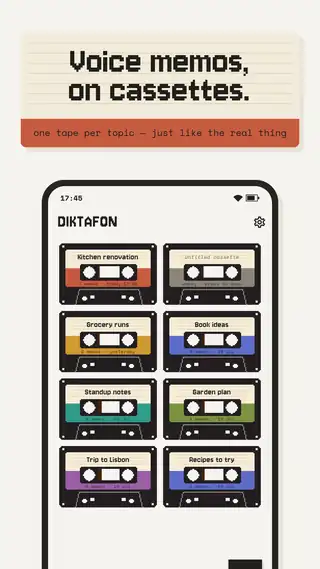 Voice memos,
on cassettes.
one tape per topic — just like the real thing
17:45
DIKTAFON
Kitchen renovation
untitled cassette
Grocery runs
Book ideas
yesterday
Standup notes
Garden plan
Trip to Lisbon
Recipes to try